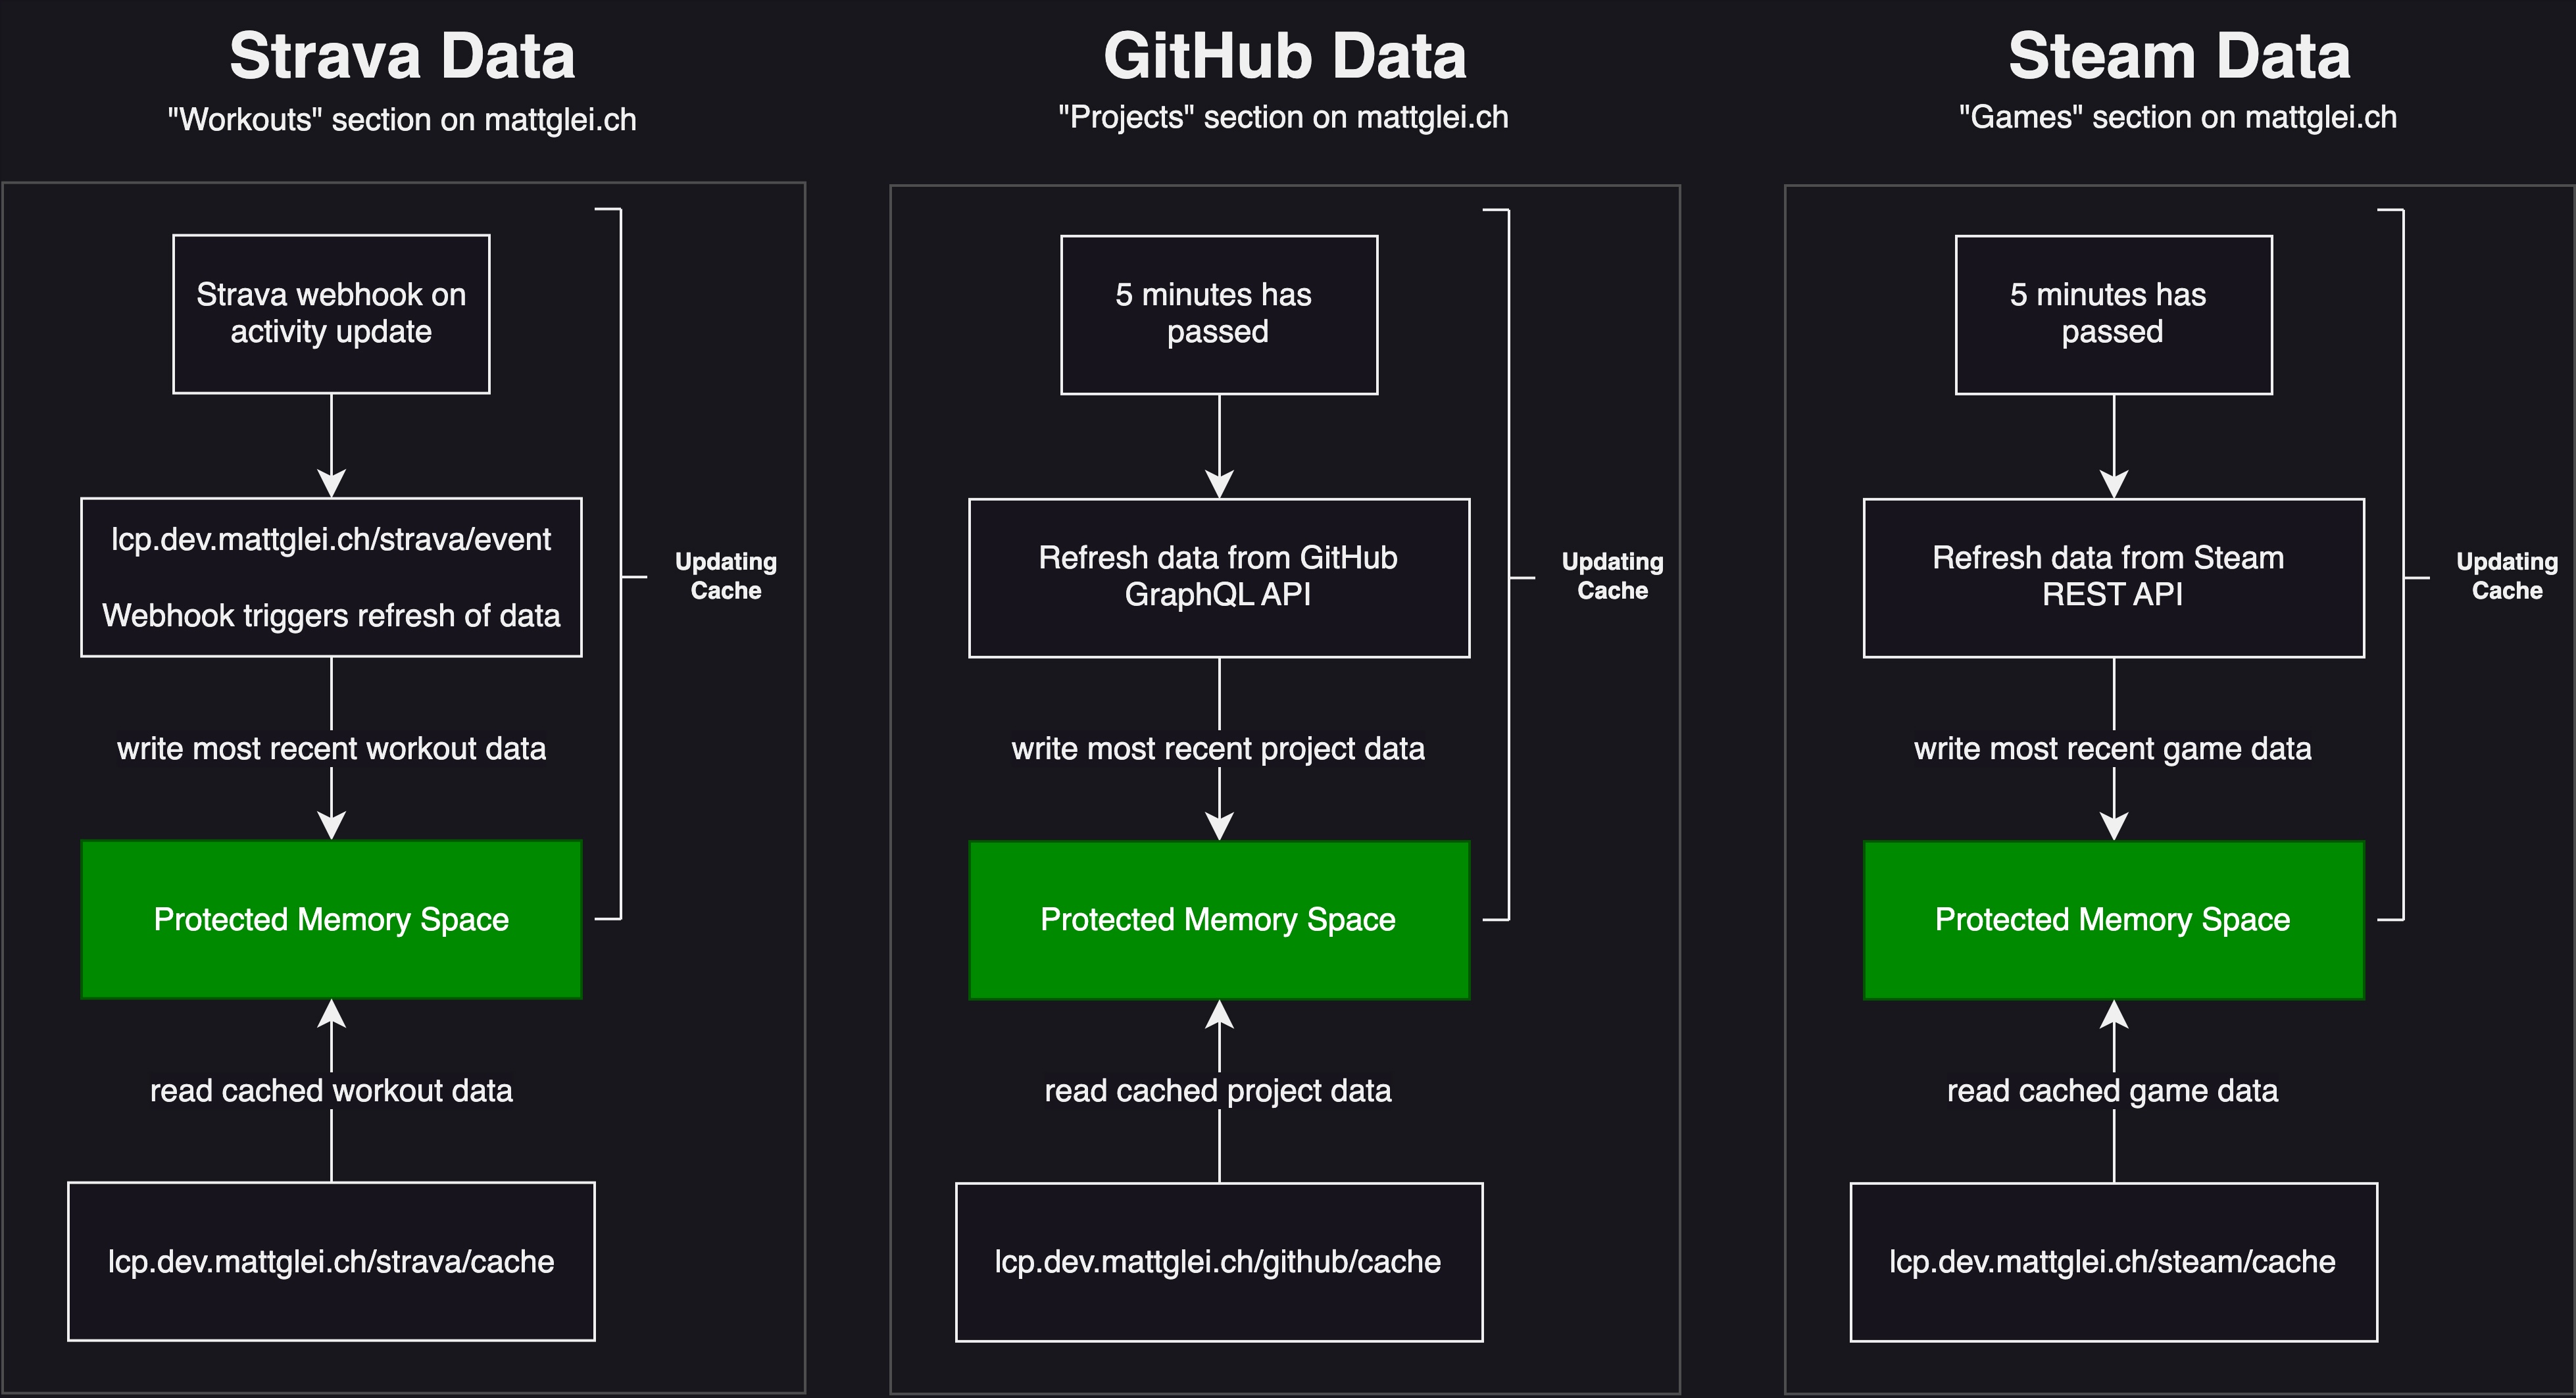 Strava Data
"Workouts" section on mattglei.ch
Strava webhook on
activity update
lcp.dev.mattglei.ch/strava/event
Webhook triggers refresh of data
Updating
Cache
write most recent workout data
Protected Memory Space
read cached workout data
lcp.dev.mattglei.ch/strava/cache
GitHub Data
"Projects" section on mattglei.ch
5 minutes has
passed
Refresh data from GitHub
GraphQL API
Updating
Cache
write most recent project data
Protected Memory Space
read cached project data
lcp.dev.mattglei.ch/github/cache
Steam Data
"Games" section on mattglei.ch
5 minutes has
passed
Refresh data from Steam
REST API
Updating
Cache
write most recent game data
Protected Memory Space
read cached game data
lcp.dev.mattglei.ch/steam/cache